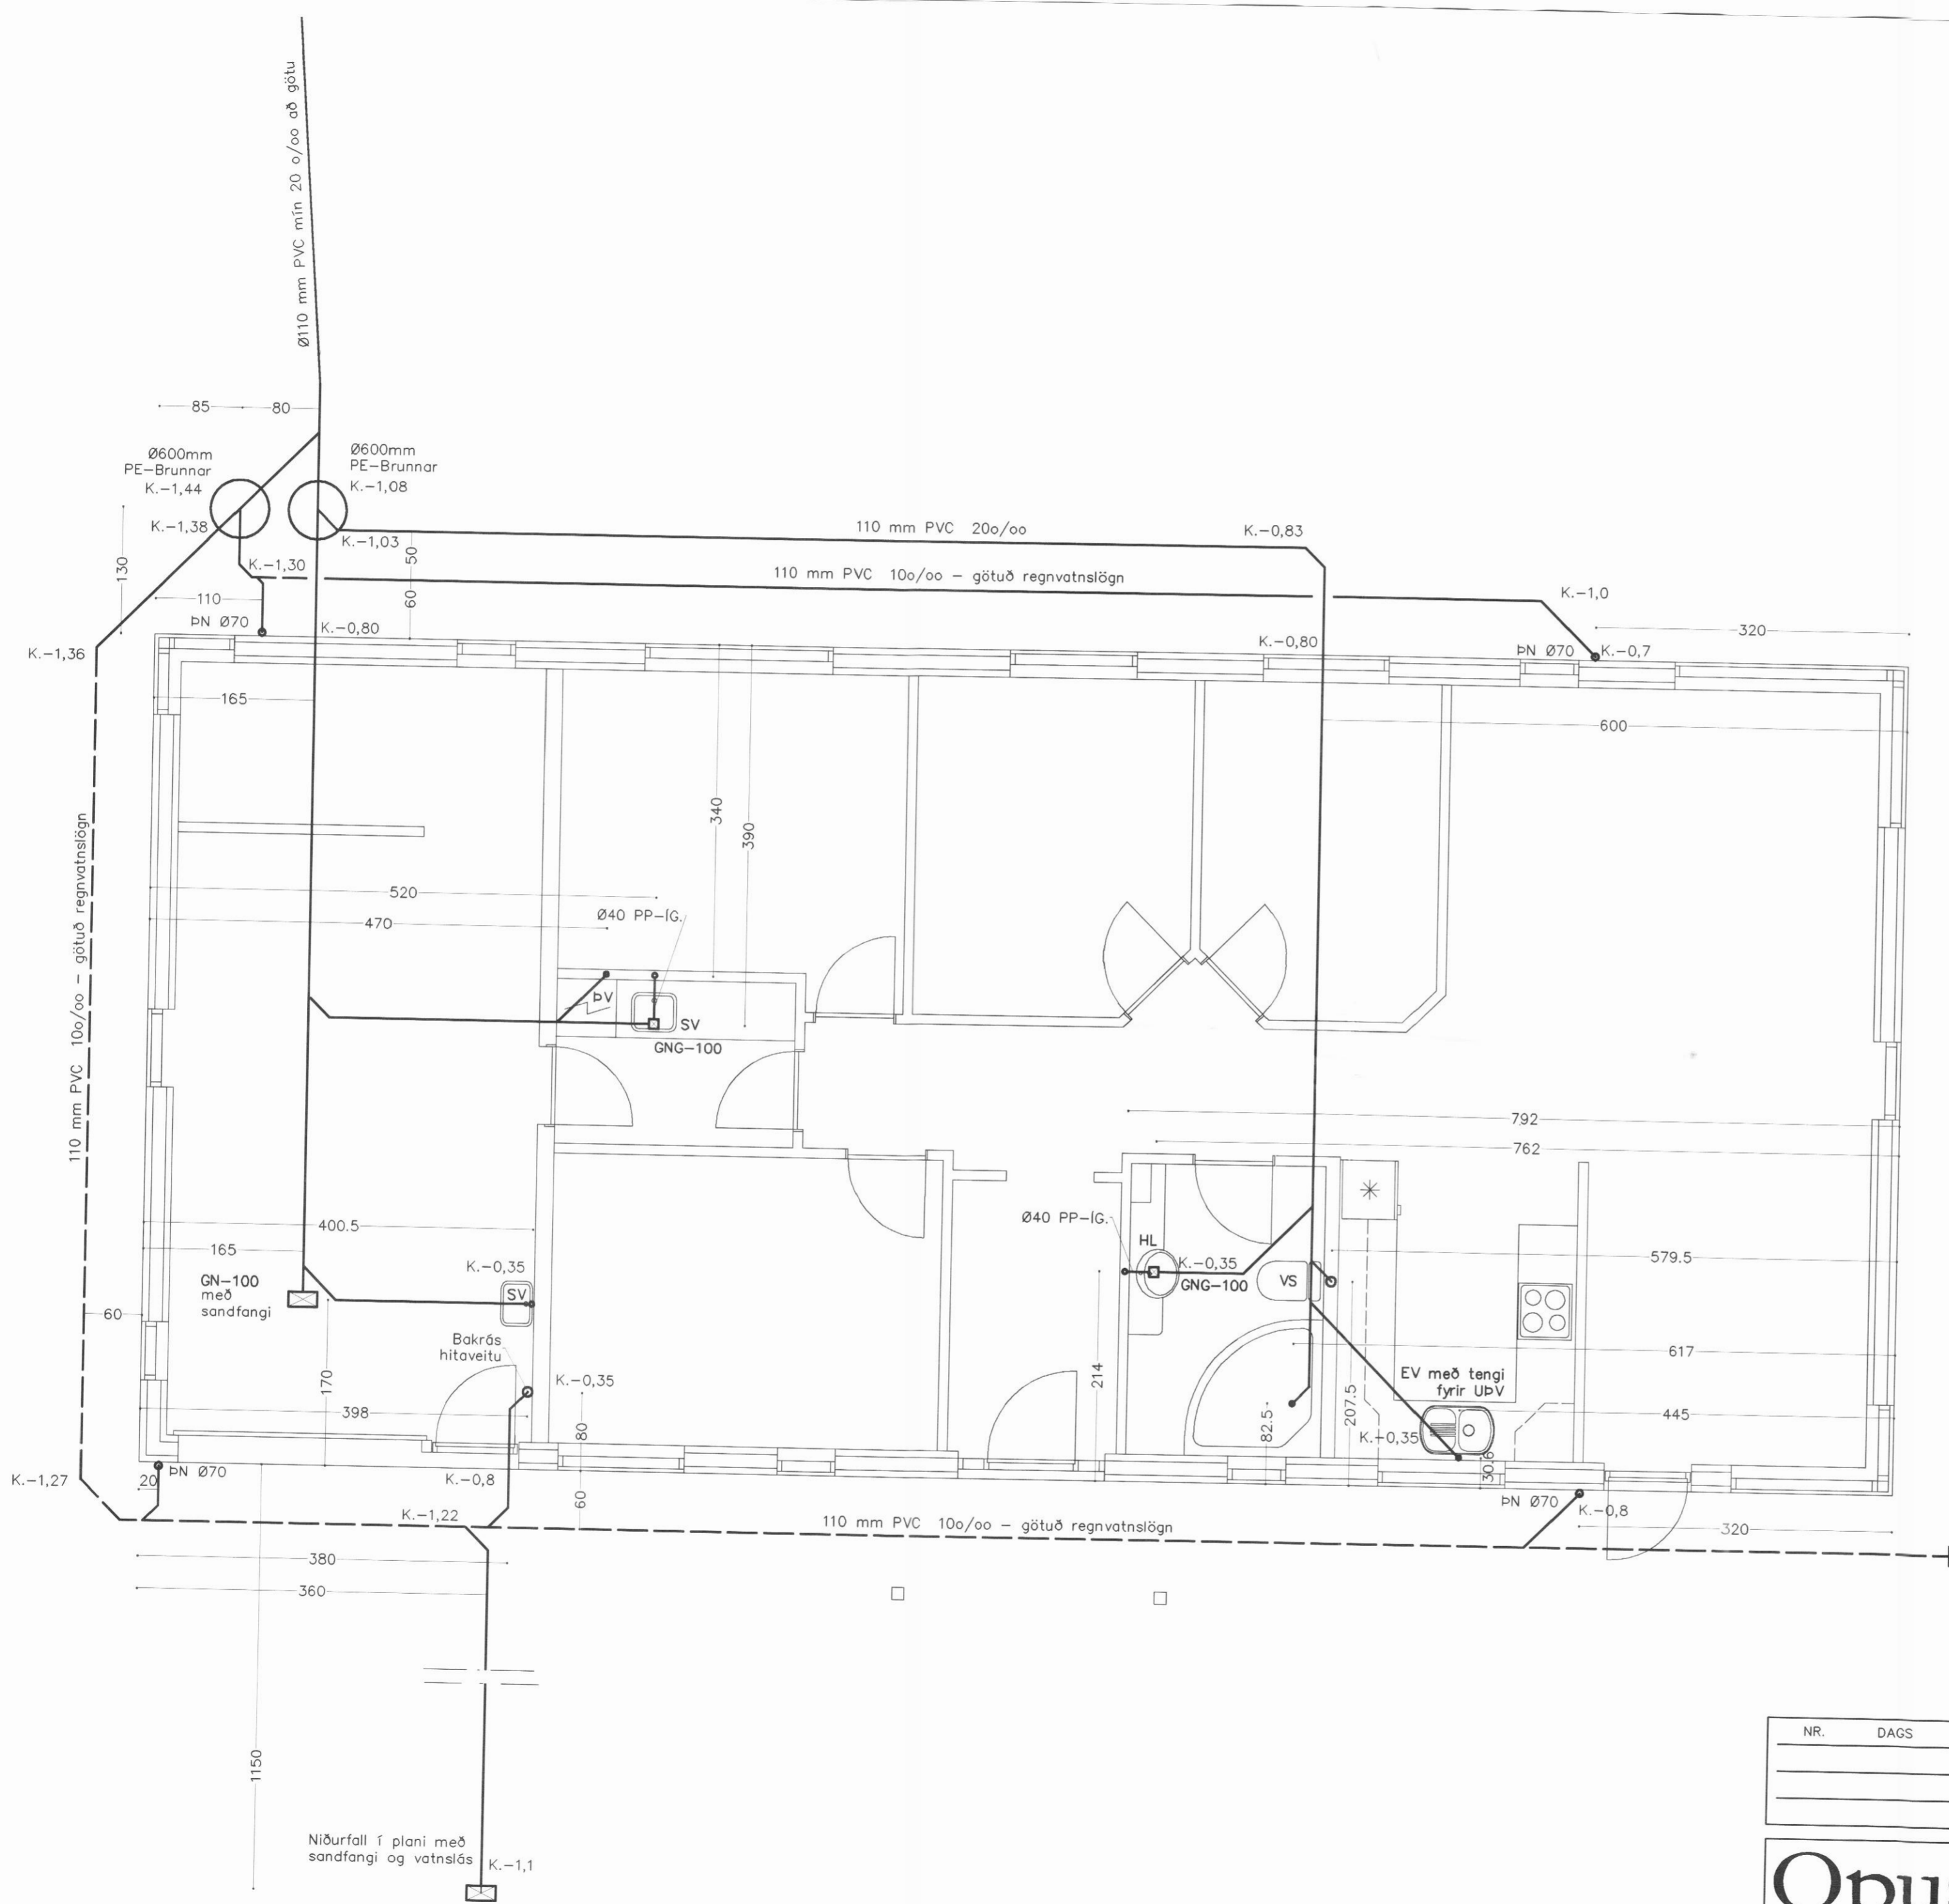 Ø110 mm PVC mín 20 o/oo að götu
85
80
Ø600mm
PE-Brunnar
K.-1,44
Ø600mm
PE-Brunnar
K.-1,08
K.-1,38
K.-1,03
110 mm PVC 20o/oo
K.-0,83
130
50
K.-1,30
110 mm PVC 10o/oo - götuð regnvatnslögn
K.-1,0
110
60
ÞN Ø70
K.-0,80
320
K.-1,36
K.-0,80
ÞN Ø70
K.-0,7
165
600
340
390
110 mm PVC 10o/oo - götuð regnvatnslögn
520
470
Ø40 PP-ÍG.
ÞV
SV
GNG-100
792
762
400.5
165
Ø40 PP-ÍG.
HL
K.-0,35
GNG-100
VS
579.5
K.-0,35
GN-100
með
sandfangi
SV
60
Bakrás
hitaveitu
617
K.-0,35
170
214
EV með tengi
fyrir UÞV
398
80
82.5
207.5
445
K.-0,35
30.6
K.-1,27
20
ÞN Ø70
K.-0,8
60
ÞN Ø70
K.-0,8
K.-1,22
110 mm PVC 10o/oo - götuð regnvatnslögn
320
380
360
1150
NR. DAGS
Niðurfall í plani með
sandfangi og vatnslás
K.-1,1
Opu